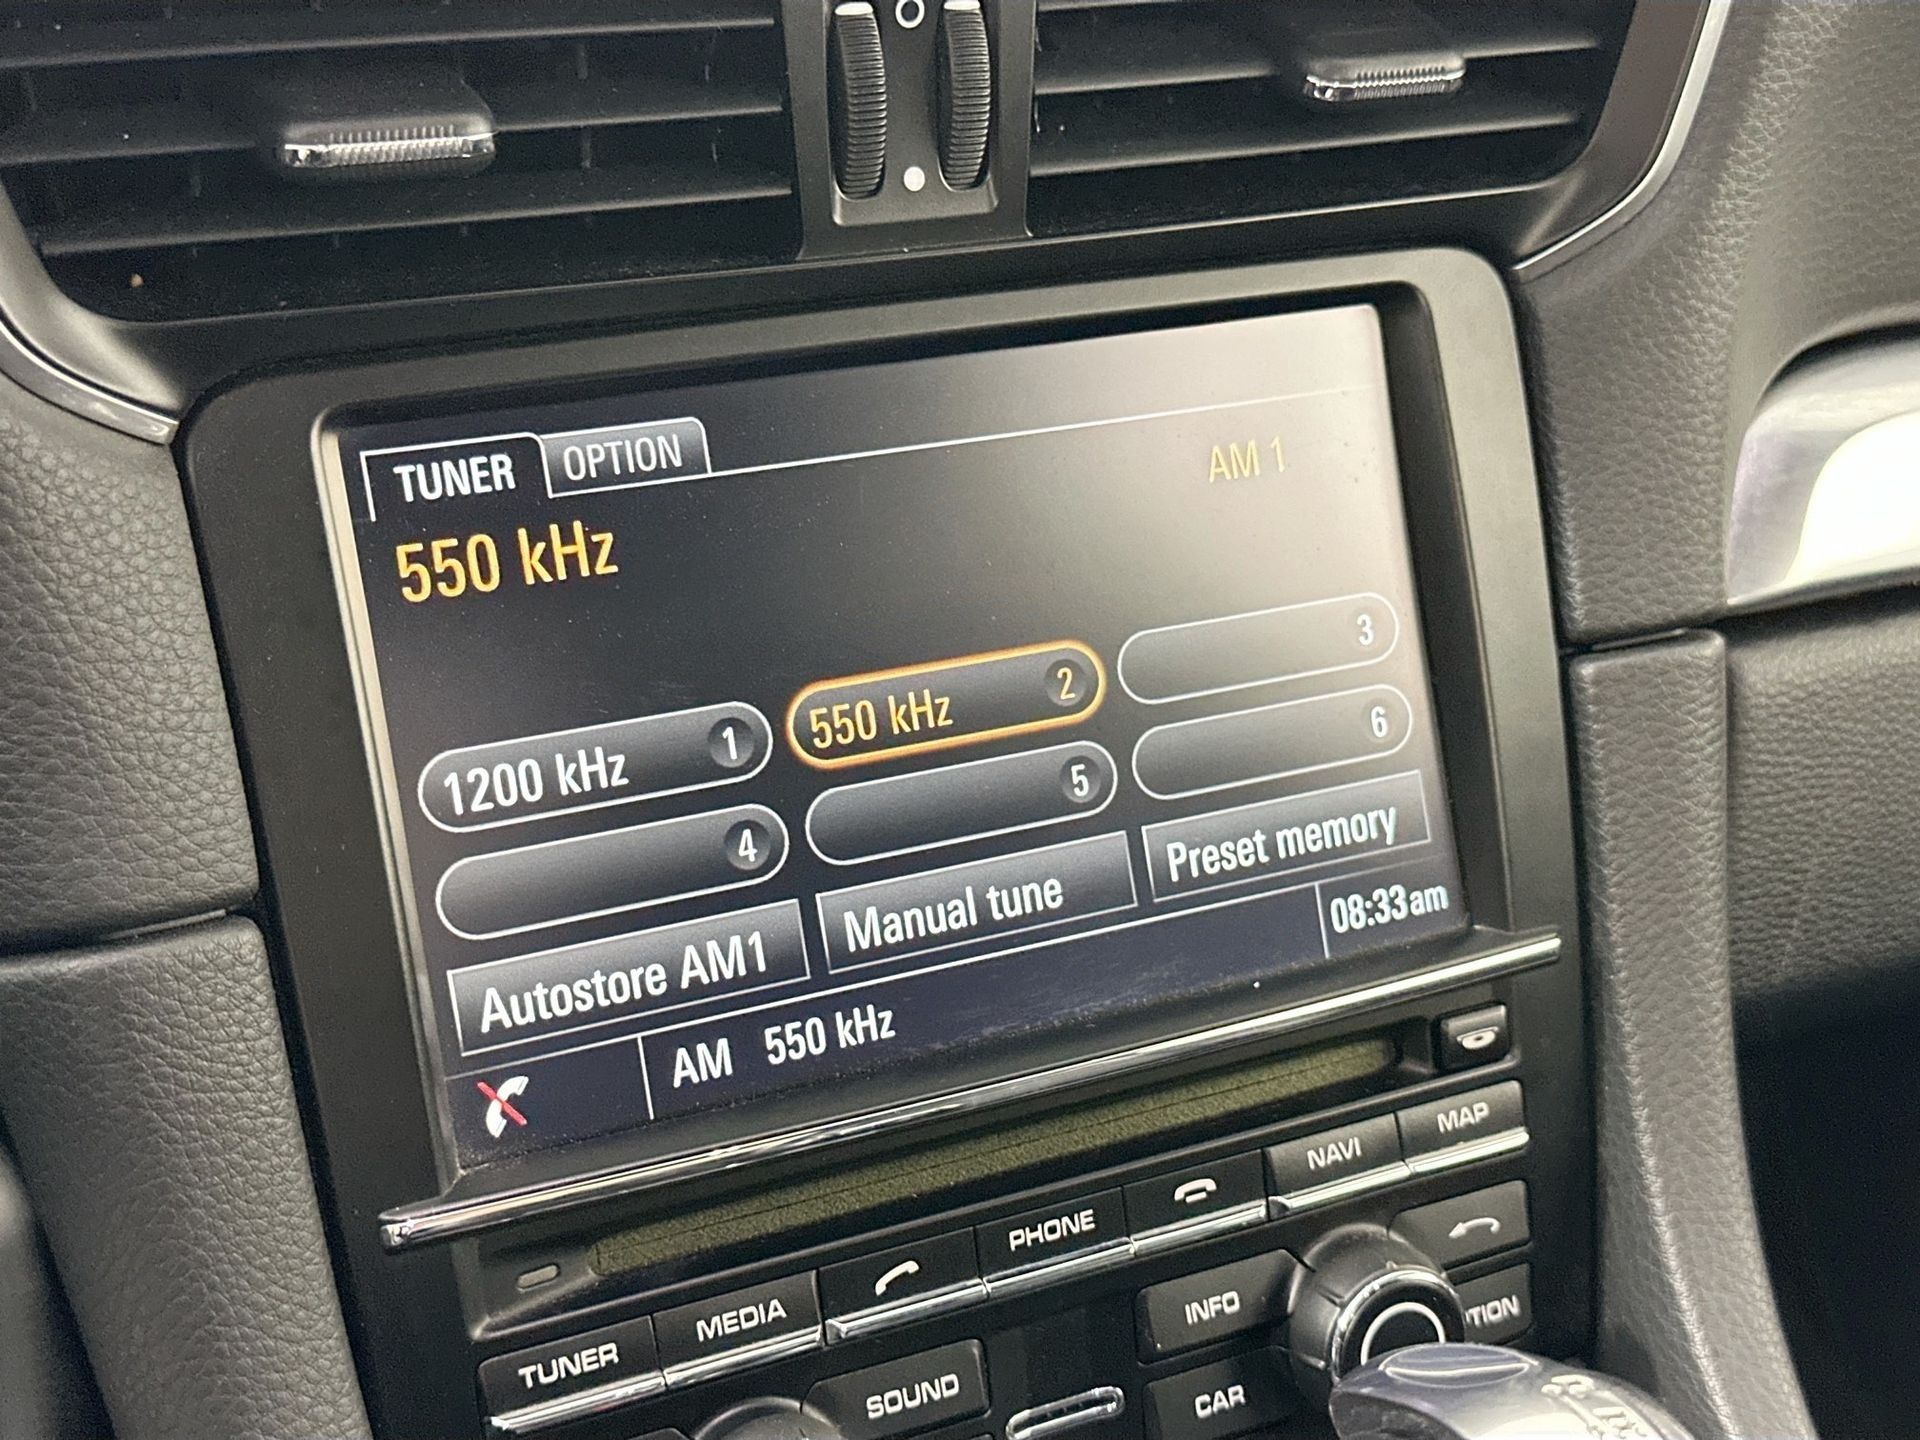 TUNER OPTION AM 1
550 kHz
1200 kHz 1 550 kHz 2 3
4 5 6
Autostore AM1 Manual tune Preset memory
AM 550 kHz 08:33am
TUNER MEDIA PHONE NAVI MAP
SOUND INFO TION
CAR